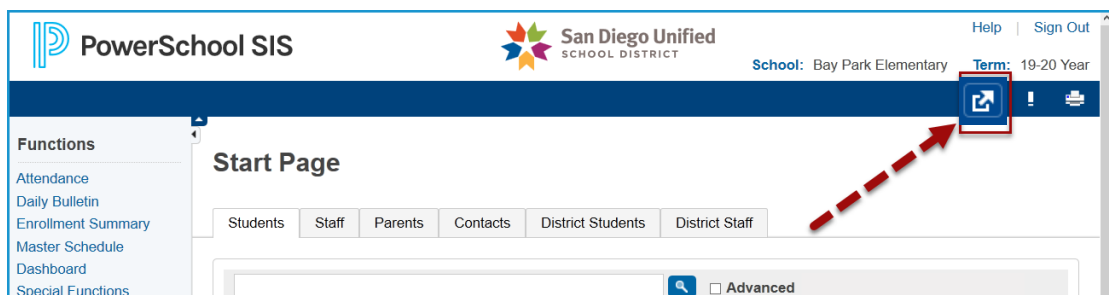 PowerSchool SIS
San Diego Unified
SCHOOL DISTRICT
Help | Sign Out
School: Bay Park Elementary Term: 19-20 Year
Functions
Attendance
Daily Bulletin
Enrollment Summary
Master Schedule
Dashboard
Special Functions
Start Page
Students Staff Parents Contacts District Students District Staff
Advanced